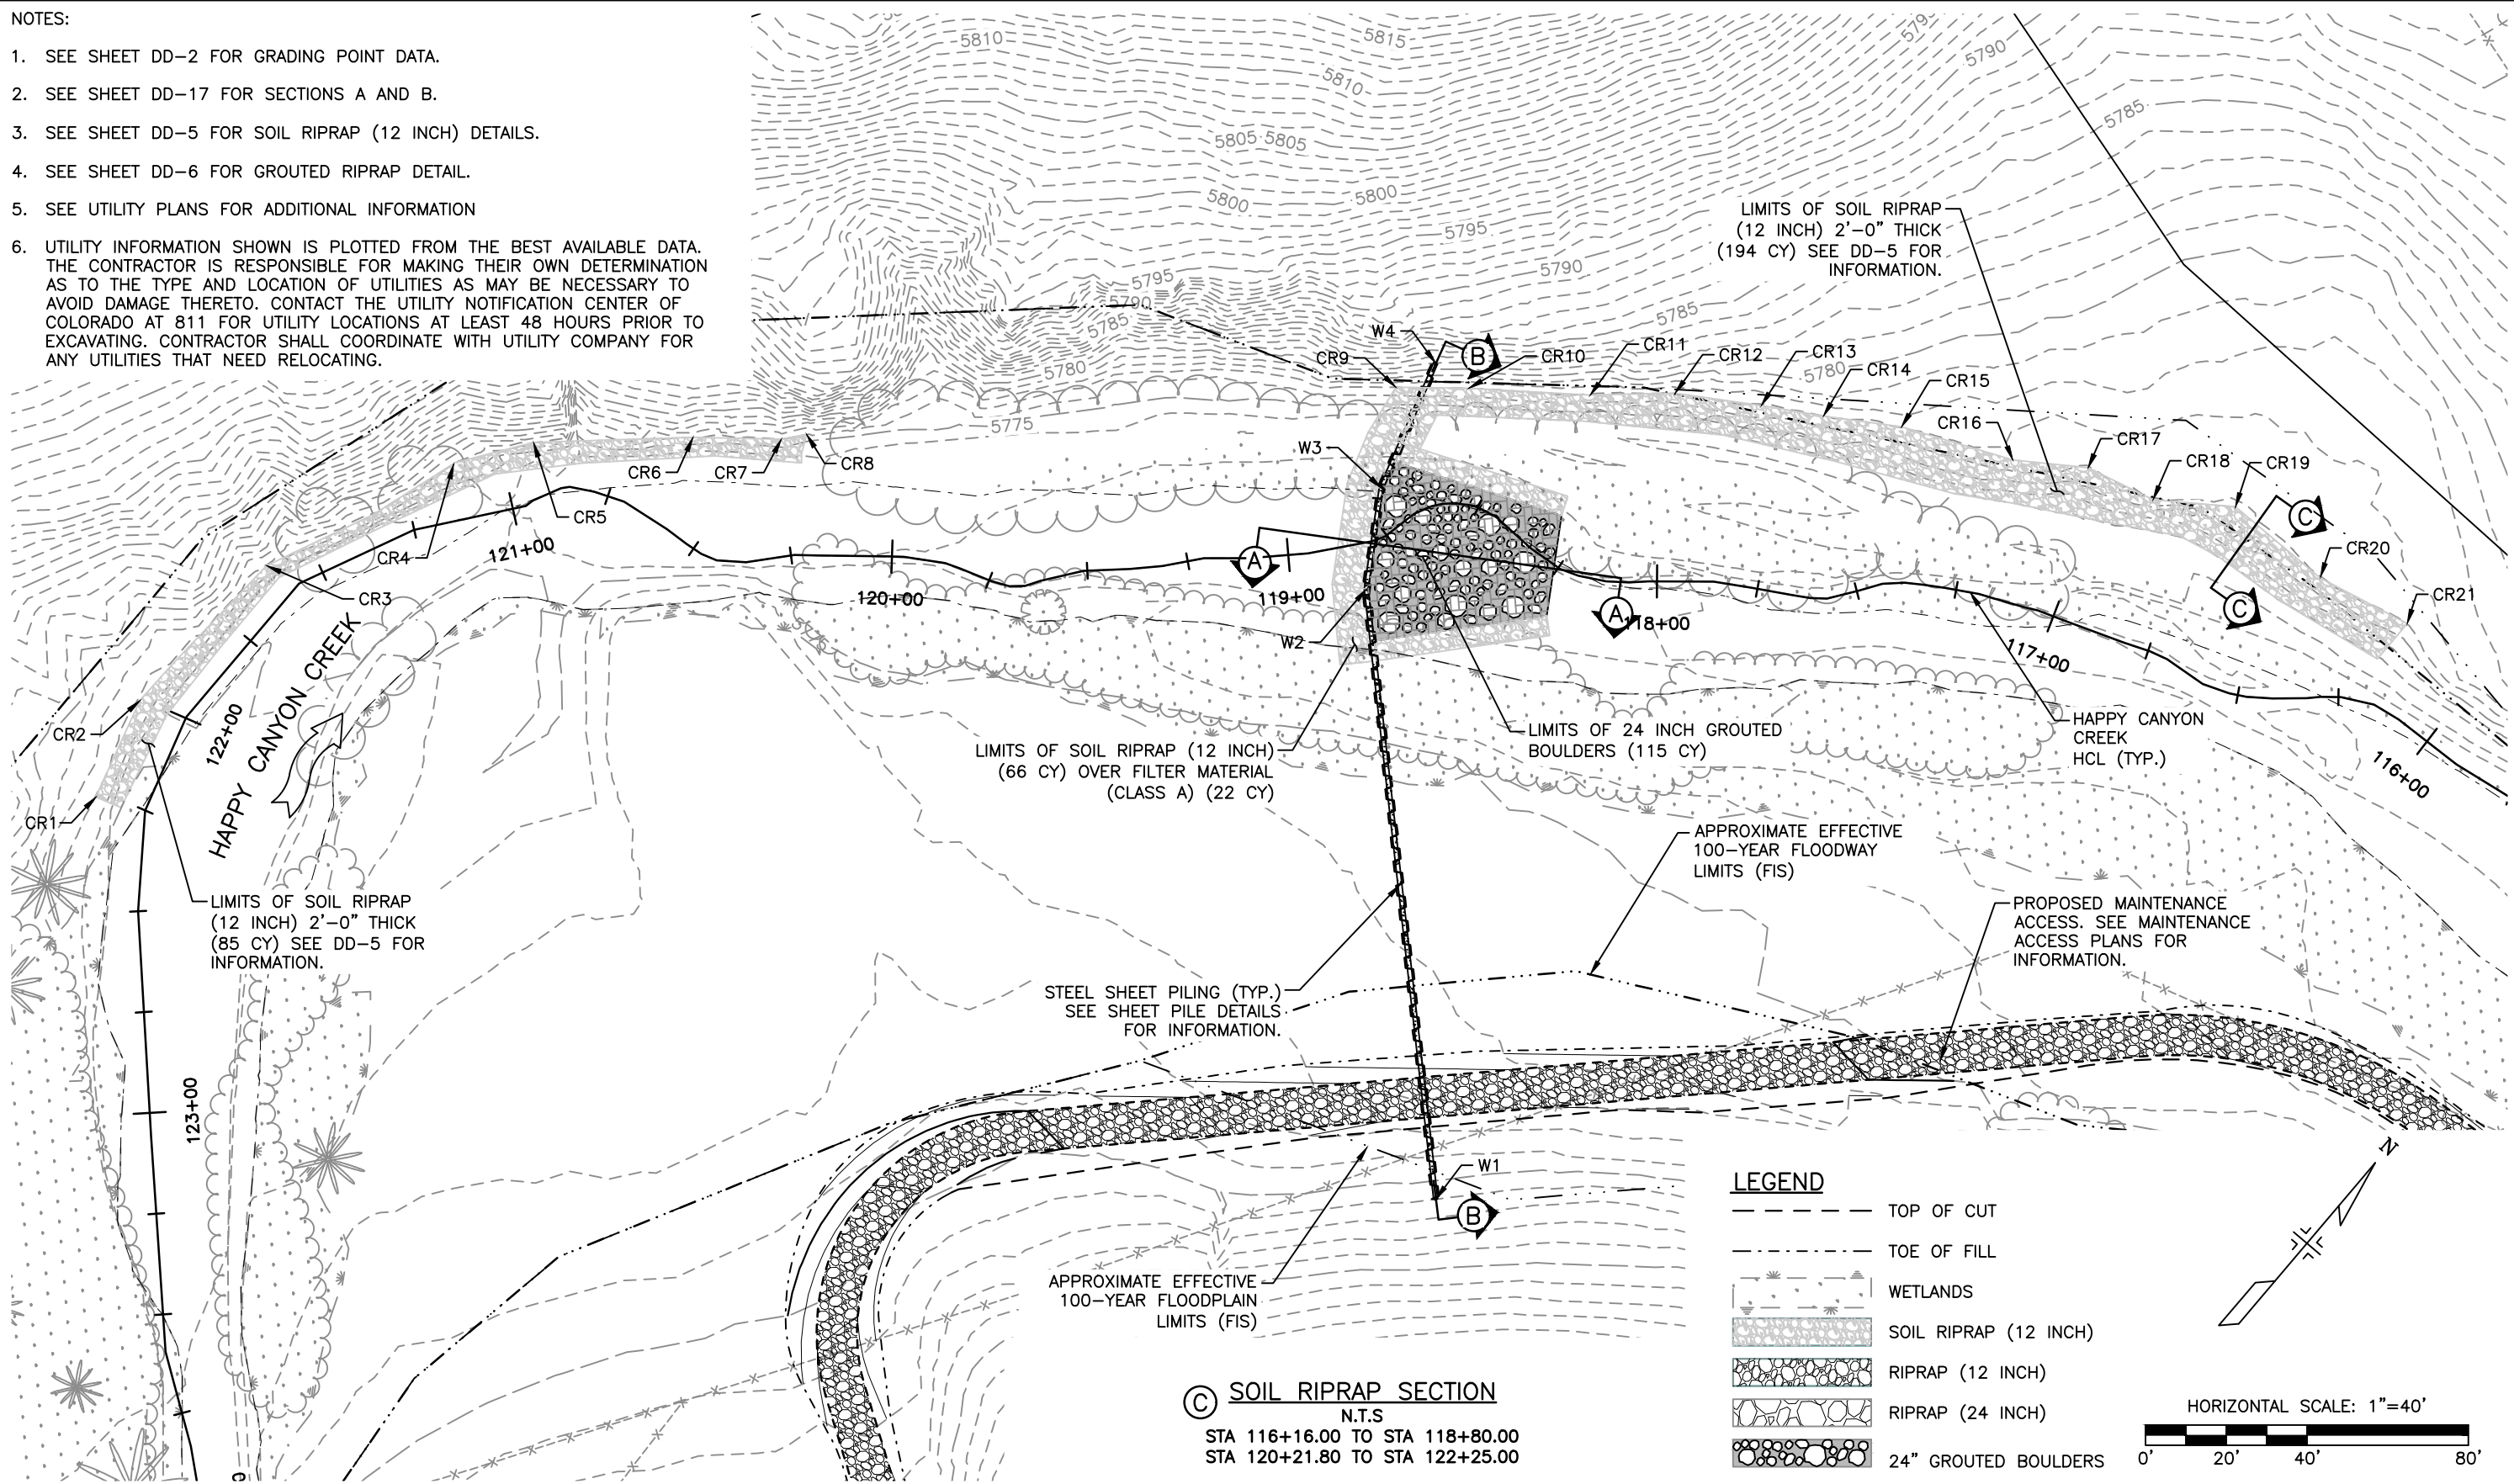 NOTES:
1. SEE SHEET DD-2 FOR GRADING POINT DATA.
2. SEE SHEET DD-17 FOR SECTIONS A AND B.
3. SEE SHEET DD-5 FOR SOIL RIPRAP (12 INCH) DETAILS.
4. SEE SHEET DD-6 FOR GROUTED RIPRAP DETAIL.
5. SEE UTILITY PLANS FOR ADDITIONAL INFORMATION
6. UTILITY INFORMATION SHOWN IS PLOTTED FROM THE BEST AVAILABLE DATA.
THE CONTRACTOR IS RESPONSIBLE FOR MAKING THEIR OWN DETERMINATION
AS TO THE TYPE AND LOCATION OF UTILITIES AS MAY BE NECESSARY TO
AVOID DAMAGE THERETO. CONTACT THE UTILITY NOTIFICATION CENTER OF
COLORADO AT 811 FOR UTILITY LOCATIONS AT LEAST 48 HOURS PRIOR TO
EXCAVATING. CONTRACTOR SHALL COORDINATE WITH UTILITY COMPANY FOR
ANY UTILITIES THAT NEED RELOCATING.
5810
5815
5810
5805
5805
5800
5800
5795
5790
5785
5790
5785
5795
5790
5785
5780
5775
5780
LIMITS OF SOIL RIPRAP
(12 INCH) 2'-0" THICK
(194 CY) SEE DD-5 FOR
INFORMATION.
W4
B
CR9
CR10
CR11
CR12
CR13
CR14
CR15
CR16
CR17
CR18
CR19
C
CR20
C
CR21
W3
CR8
CR7
CR6
CR5
CR4
CR3
CR2
CR1
121+00
122+00
123+00
HAPPY CANYON CREEK
120+00
A
119+00
W2
A
118+00
117+00
116+00
LIMITS OF SOIL RIPRAP (12 INCH)
(66 CY) OVER FILTER MATERIAL
(CLASS A) (22 CY)
LIMITS OF 24 INCH GROUTED
BOULDERS (115 CY)
HAPPY CANYON
CREEK
HCL (TYP.)
APPROXIMATE EFFECTIVE
100-YEAR FLOODWAY
LIMITS (FIS)
LIMITS OF SOIL RIPRAP
(12 INCH) 2'-0" THICK
(85 CY) SEE DD-5 FOR
INFORMATION.
PROPOSED MAINTENANCE
ACCESS. SEE MAINTENANCE
ACCESS PLANS FOR
INFORMATION.
STEEL SHEET PILING (TYP.)
SEE SHEET PILE DETAILS
FOR INFORMATION.
W1
B
APPROXIMATE EFFECTIVE
100-YEAR FLOODPLAIN
LIMITS (FIS)
C SOIL RIPRAP SECTION
N.T.S
STA 116+16.00 TO STA 118+80.00
STA 120+21.80 TO STA 122+25.00
LEGEND
TOP OF CUT
TOE OF FILL
WETLANDS
SOIL RIPRAP (12 INCH)
RIPRAP (12 INCH)
RIPRAP (24 INCH)
24" GROUTED BOULDERS
N
HORIZONTAL SCALE: 1"=40'
0' 20' 40' 80'